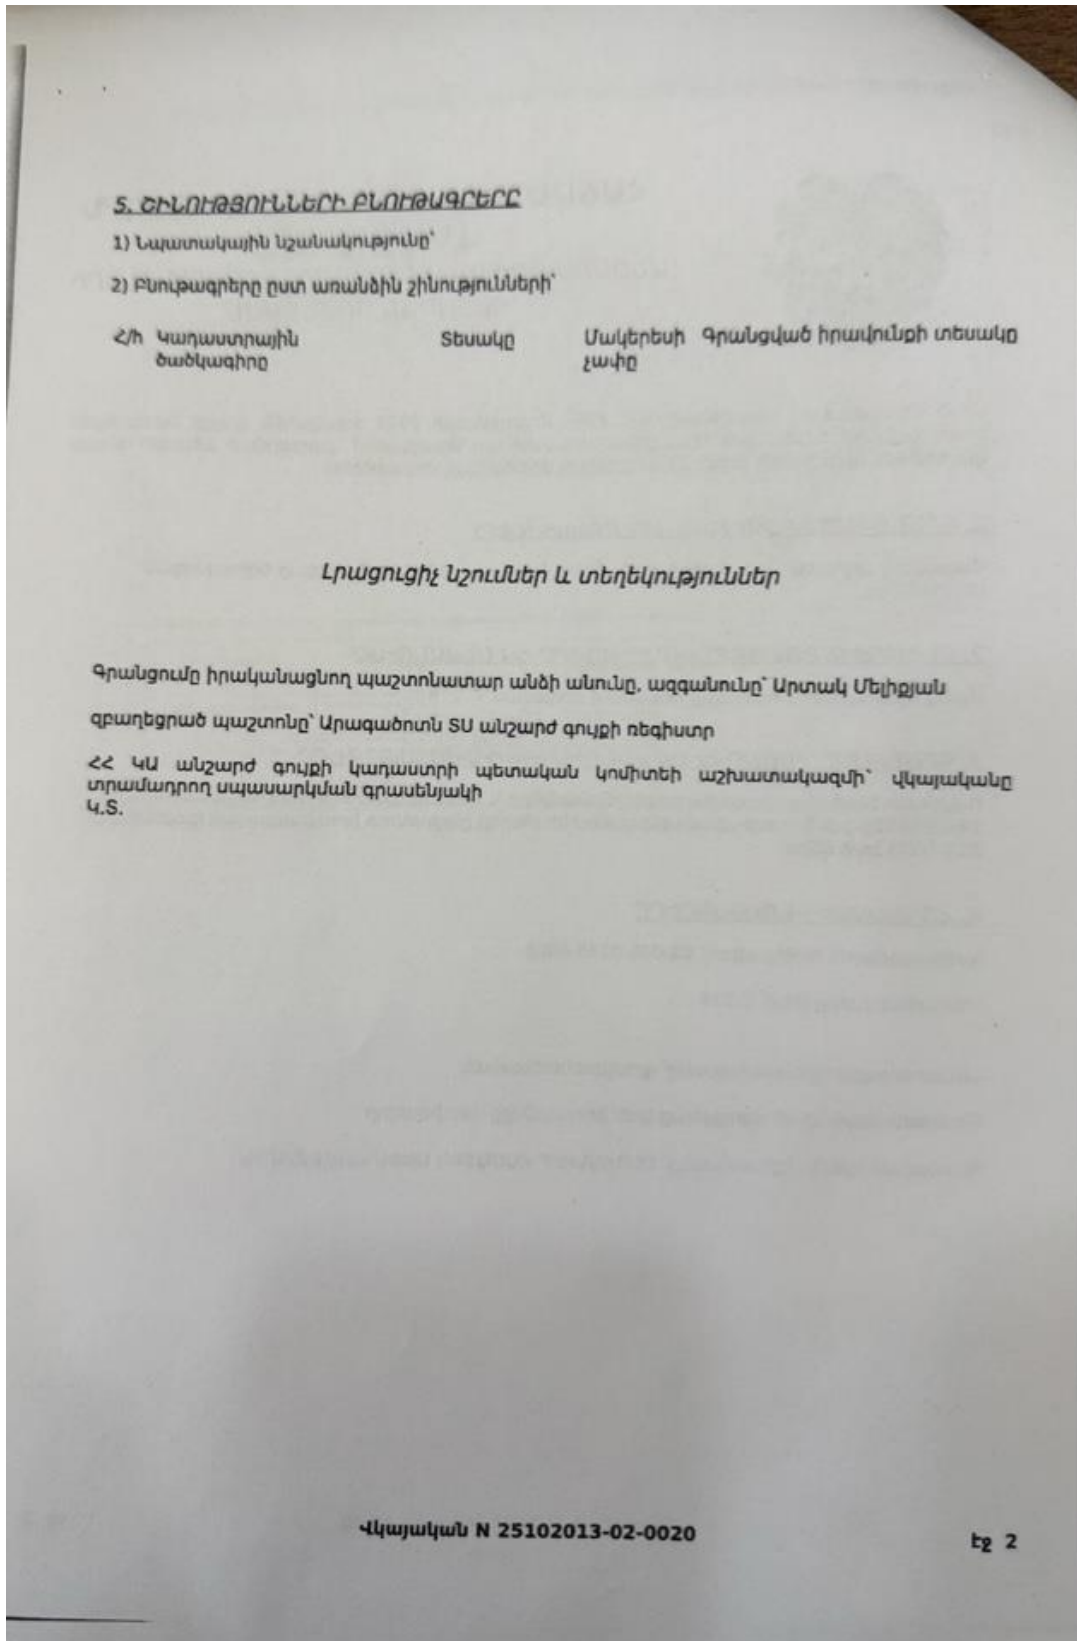 5. ՇԻՆՈՒԹՅՈՒՆՆԵՐԻ ԲՆՈՒԹԱԳՐԵՐԸ
1) Նպատակային նշանակությունը՝
2) Բնութագրերը ըստ առանձին շինությունների՝
Հ/հ Կադաստրային ծածկագիրը Տեսակը Մակերեսի չափը Գրանցված իրավունքի տեսակը
Լրացուցիչ նշումներ և տեղեկություններ
Գրանցումը իրականացնող պաշտոնատար անձի անունը, ազգանունը՝ Արտակ Մելիքյան
զբաղեցրած պաշտոնը՝ Արագածոտն ՏՍ անշարժ գույքի ռեգիստր
ՀՀ ԿԱ անշարժ գույքի կադաստրի պետական կոմիտեի աշխատակազմի՝ վկայականը
տրամադրող սպասարկման գրասենյակի
Կ.Տ.
Վկայական N 25102013-02-0020
էջ 2